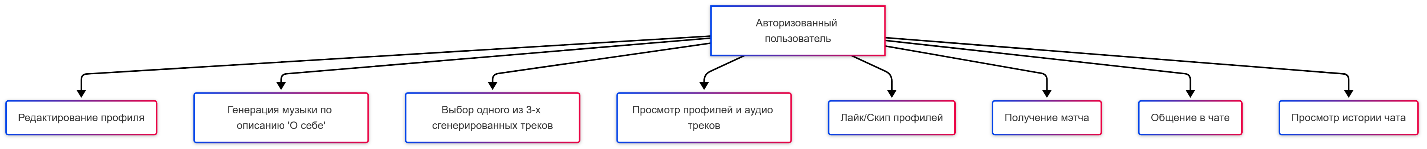 Авторизованный
пользователь
Редактирование профиля
Генерация музыки по
описанию 'О себе'
Выбор одного из 3-х
сгенерированных треков
Просмотр профилей и аудио
треков
Лайк/Скип профилей
Получение мэтча
Общение в чате
Просмотр истории чата